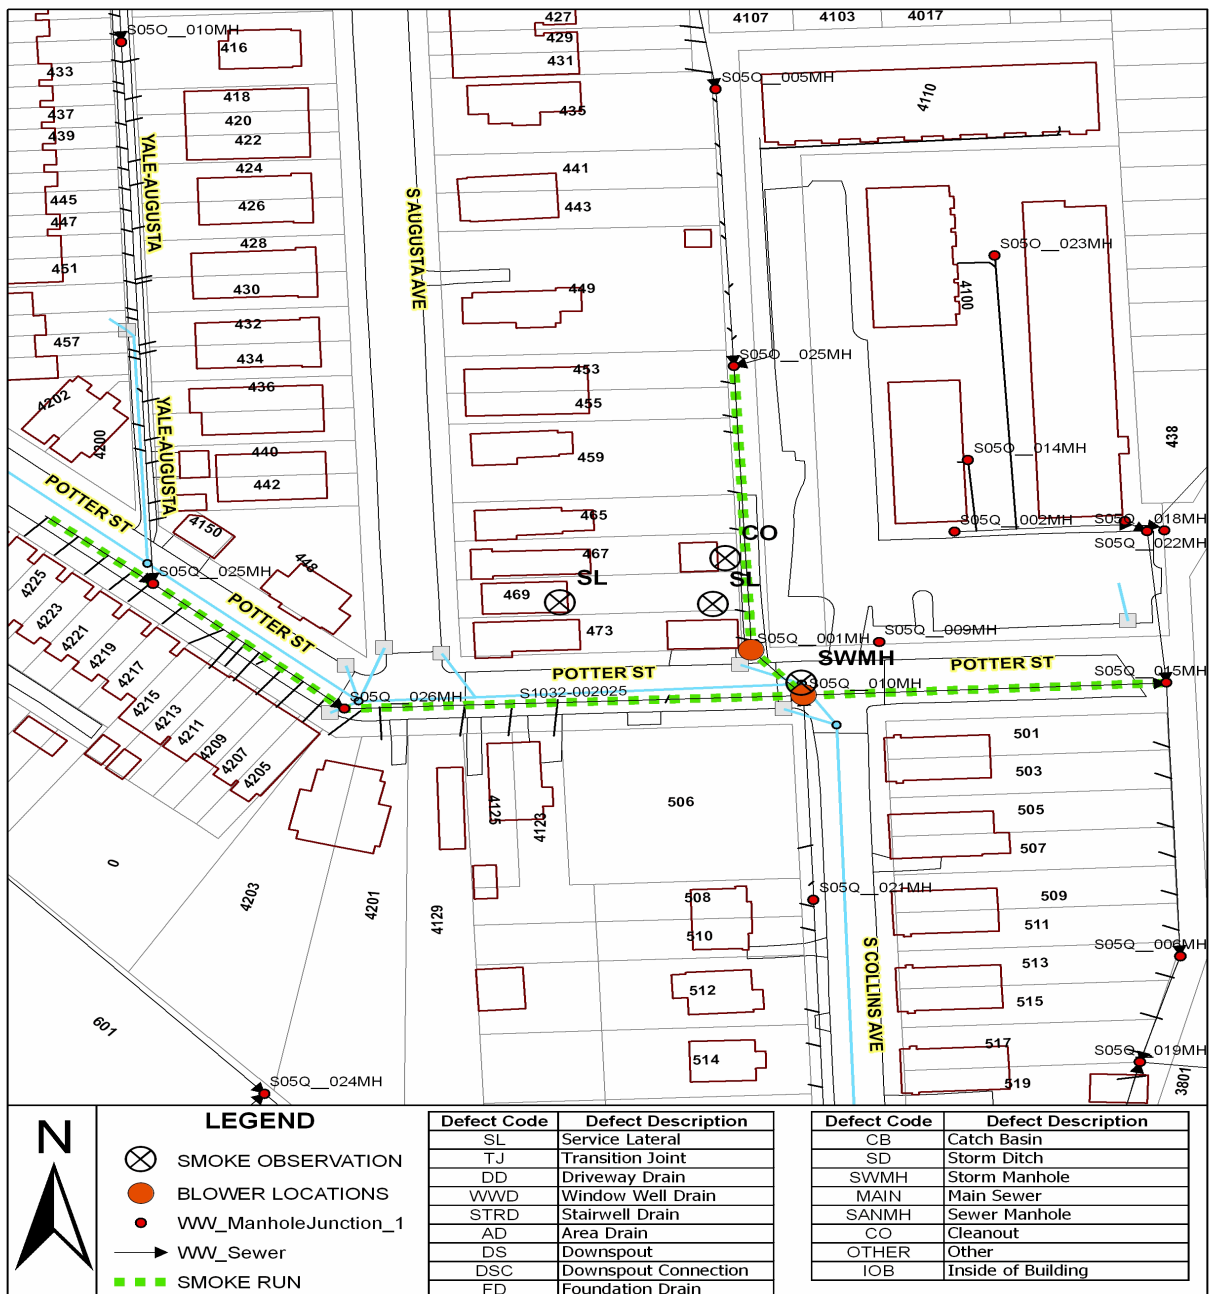 427
4107
4103
4017
S05O__010MH
416
429
431
433
S05O__005MH
418
4110
437
420
435
439
422
YALE-AUGUSTA
424
441
445
426
443
447
S AUGUSTA AVE
428
451
S05O__023MH
430
449
4100
432
457
434
S05O__025MH
453
436
4202
455
4200
YALE-AUGUSTA
440
459
438
S05Q__014MH
442
POTTER ST
465
4150
S05Q__002MH
S05Q__018MH
CO
S05Q__022MH
467
448
S05Q__025MH
SL
SL
4225
469
4223
POTTER ST
473
4221
S05Q__001MH
S05Q__009MH
4219
SWMH
4217
POTTER ST
POTTER ST
S05Q__015MH
4215
S05Q__026MH
S1032-002025
S05Q__010MH
4213
4211
501
4209
4207
503
4205
4125
4123
506
505
507
0
4203
4201
4129
508
S05Q__021MH
509
510
511
S COLLINS AVE
S05Q__006MH
513
512
515
601
514
517
S05Q__019MH
519
3801
S05Q__024MH
N
LEGEND
SMOKE OBSERVATION
BLOWER LOCATIONS
WW_ManholeJunction_1
WW_Sewer
SMOKE RUN
Defect Code Defect Description
SL Service Lateral
TJ Transition Joint
DD Driveway Drain
WWD Window Well Drain
STRD Stairwell Drain
AD Area Drain
DS Downspout
DSC Downspout Connection
FD Foundation Drain
Defect Code Defect Description
CB Catch Basin
SD Storm Ditch
SWMH Storm Manhole
MAIN Main Sewer
SANMH Sewer Manhole
CO Cleanout
OTHER Other
IOB Inside of Building